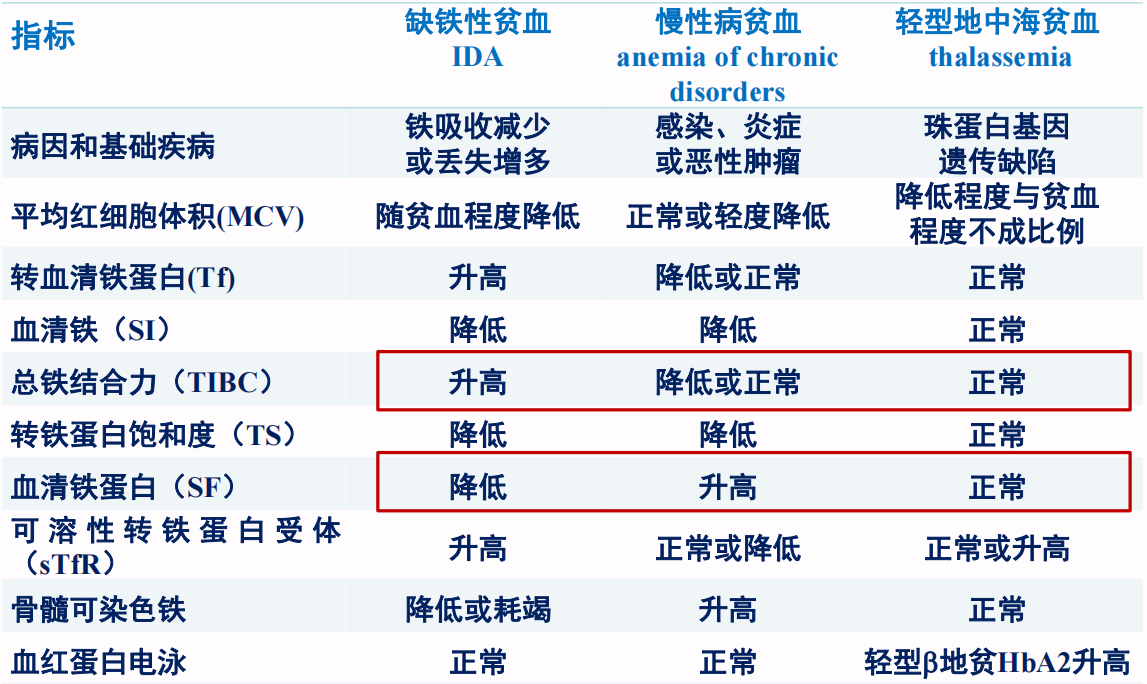 指标 缺铁性贫血 慢性病贫血 轻型地中海贫血
IDA anemia of chronic thalassemia
disorders
病因和基础疾病 铁吸收减少 感染、炎症 珠蛋白基因
或丢失增多 或恶性肿瘤 遗传缺陷
平均红细胞体积(MCV) 随贫血程度降低 正常或轻度降低 降低程度与贫血
程度不成比例
转血清铁蛋白(Tf) 升高 降低或正常 正常
血清铁（SI） 降低 降低 正常
总铁结合力（TIBC） 升高 降低或正常 正常
转铁蛋白饱和度（TS） 降低 降低 正常
血清铁蛋白（SF） 降低 升高 正常
可溶性转铁蛋白受体
（sTfR） 升高 正常或降低 正常或升高
骨髓可染色铁 降低或耗竭 升高 正常
血红蛋白电泳 正常 正常 轻型β地贫HbA2升高